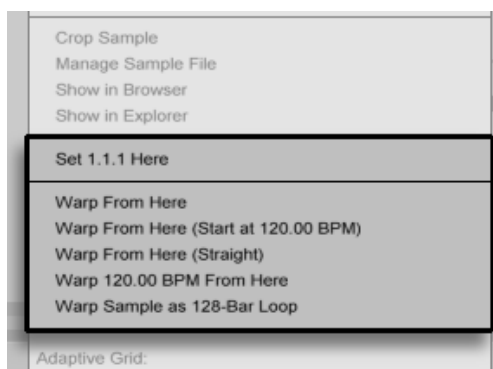 Crop Sample
Manage Sample File
Show in Browser
Show in Explorer
Set 1.1.1 Here
Warp From Here
Warp From Here (Start at 120.00 BPM)
Warp From Here (Straight)
Warp 120.00 BPM From Here
Warp Sample as 128-Bar Loop
Adaptive Grid: